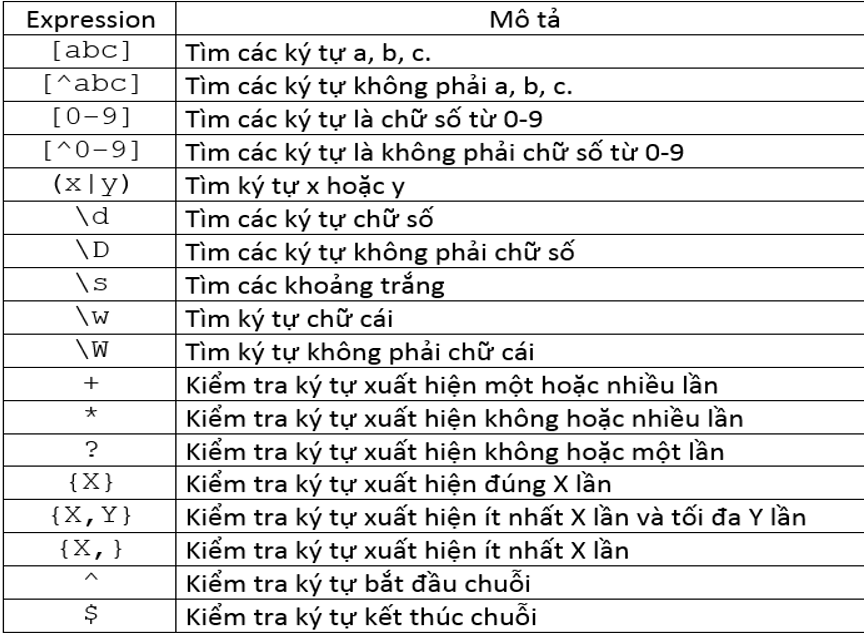 Expression Mô tả
[abc] Tìm các ký tự a, b, c.
[^abc] Tìm các ký tự không phải a, b, c.
[0-9] Tìm các ký tự là chữ số từ 0-9
[^0-9] Tìm các ký tự là không phải chữ số từ 0-9
(x|y) Tìm ký tự x hoặc y
\d Tìm các ký tự chữ số
\D Tìm các ký tự không phải chữ số
\s Tìm các khoảng trắng
\w Tìm ký tự chữ cái
\W Tìm ký tự không phải chữ cái
+ Kiểm tra ký tự xuất hiện một hoặc nhiều lần
* Kiểm tra ký tự xuất hiện không hoặc nhiều lần
? Kiểm tra ký tự xuất hiện không hoặc một lần
{X} Kiểm tra ký tự xuất hiện đúng X lần
{X,Y} Kiểm tra ký tự xuất hiện ít nhất X lần và tối đa Y lần
{X,} Kiểm tra ký tự xuất hiện ít nhất X lần
^ Kiểm tra ký tự bắt đầu chuỗi
$ Kiểm tra ký tự kết thúc chuỗi